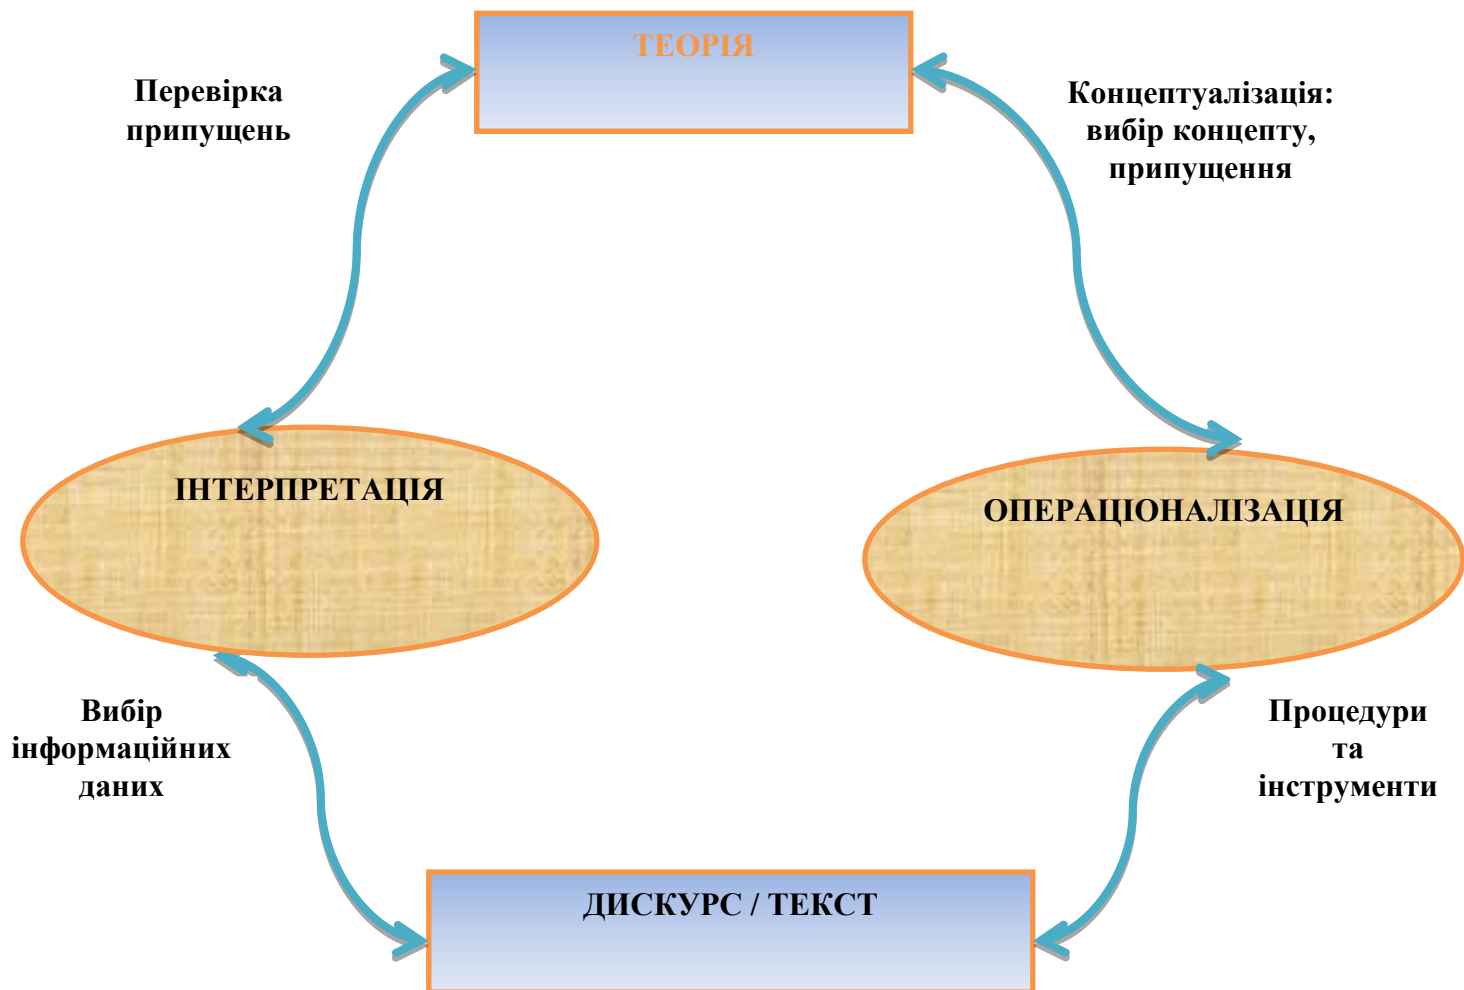 ТЕОРІЯ
Перевірка
припущень
Концептуалізація:
вибір концепту,
припущення
ІНТЕРПРЕТАЦІЯ
ОПЕРАЦІОНАЛІЗАЦІЯ
Вибір
інформаційних
даних
Процедури
та
інструменти
ДИСКУРС / ТЕКСТ